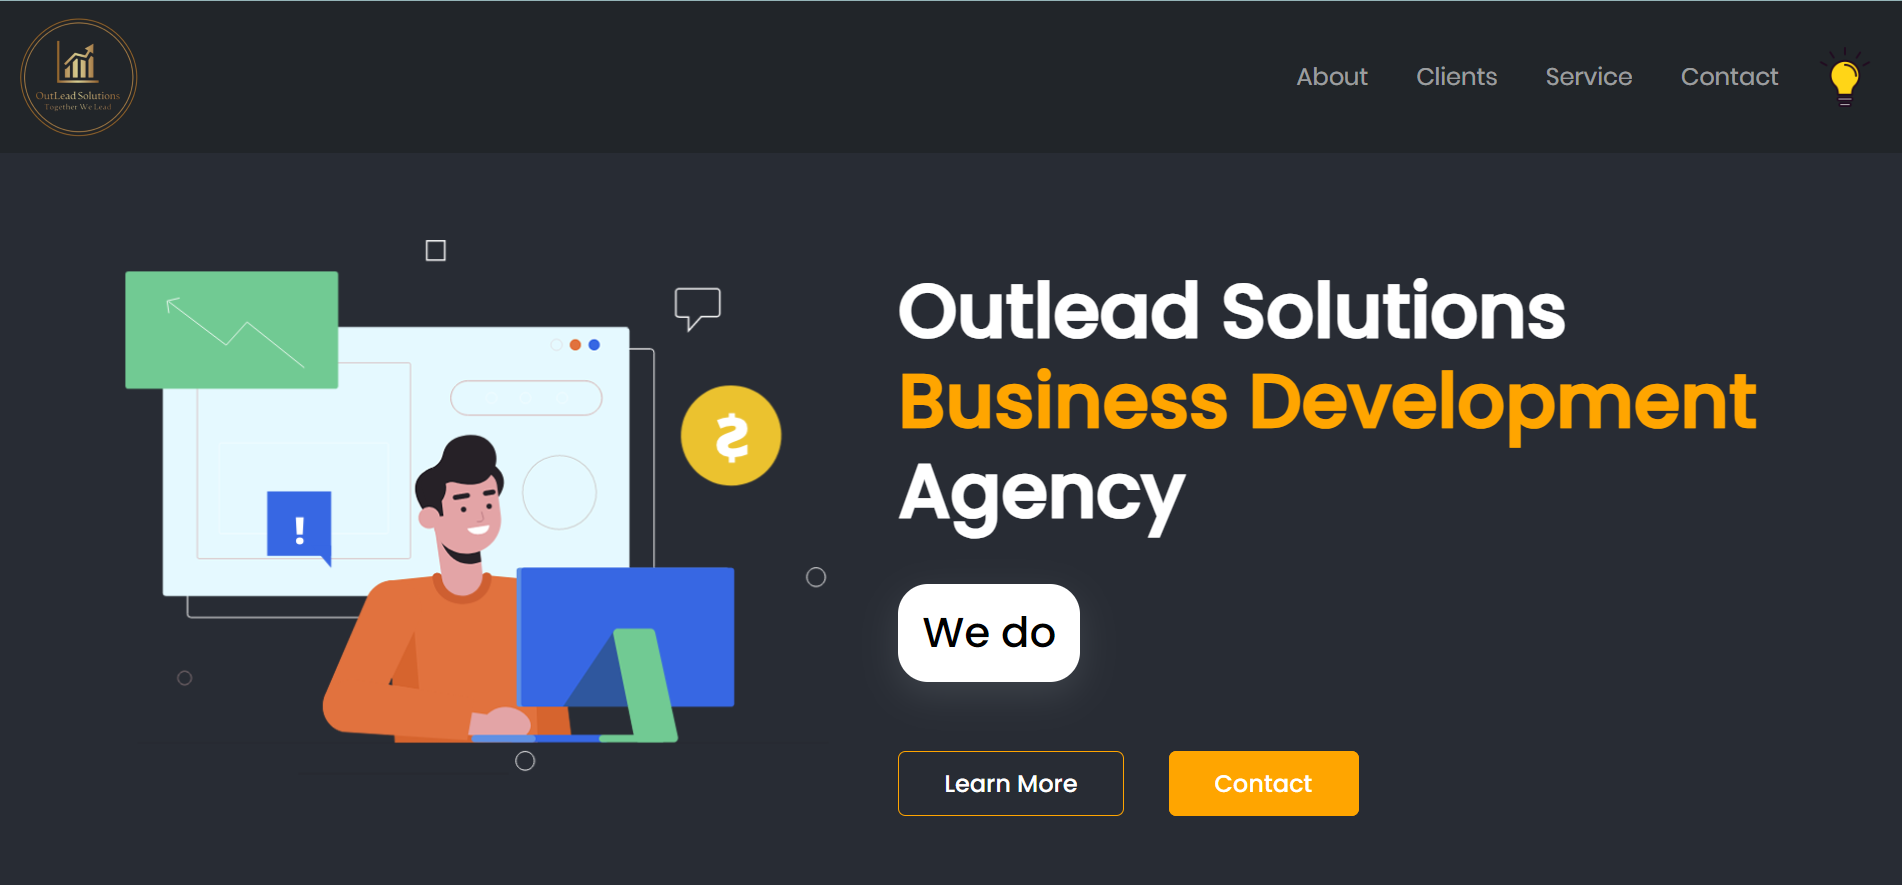 OutLead Solutions
Together We Lead
About Clients Service Contact
$
!
Outlead Solutions
Business Development
Agency
We do
Learn More Contact